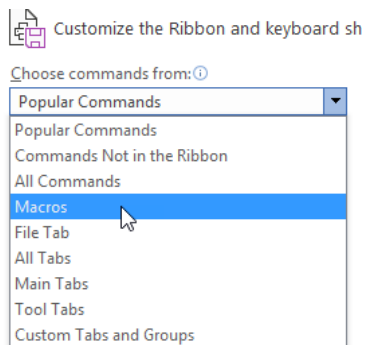 Customize the Ribbon and keyboard sh
Choose commands from:
Popular Commands
Popular Commands
Commands Not in the Ribbon
All Commands
Macros
File Tab
All Tabs
Main Tabs
Tool Tabs
Custom Tabs and Groups